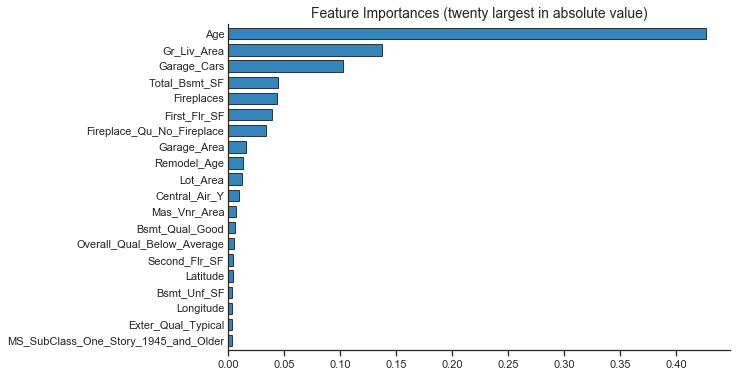 Feature Importances (twenty largest in absolute value)
Age
Gr_Liv_Area
Garage_Cars
Total_Bsmt_SF
Fireplaces
First_Flr_SF
Fireplace_Qu_No_Fireplace
Garage_Area
Remodel_Age
Lot_Area
Central_Air_Y
Mas_Vnr_Area
Bsmt_Qual_Good
Overall_Qual_Below_Average
Second_Flr_SF
Latitude
Bsmt_Unf_SF
Longitude
Exter_Qual_Typical
MS_SubClass_One_Story_1945_and_Older
0.00 0.05 0.10 0.15 0.20 0.25 0.30 0.35 0.40